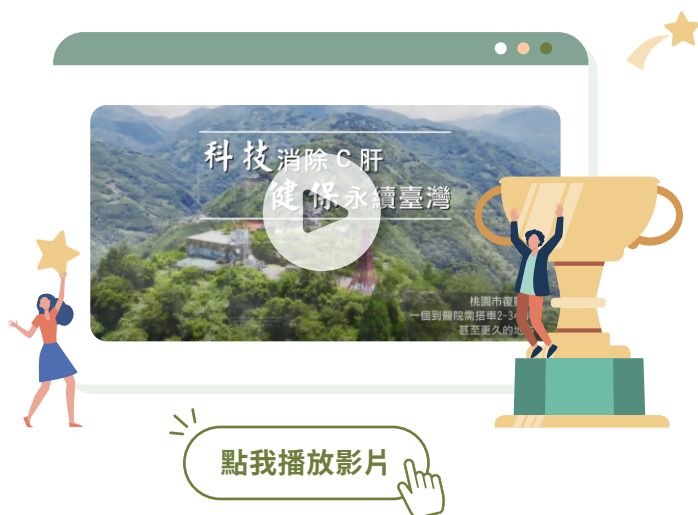 科技消除C肝
健保永續臺灣
桃園市復
一個到醫院需搭車2-3
甚至更久的地
點我播放影片